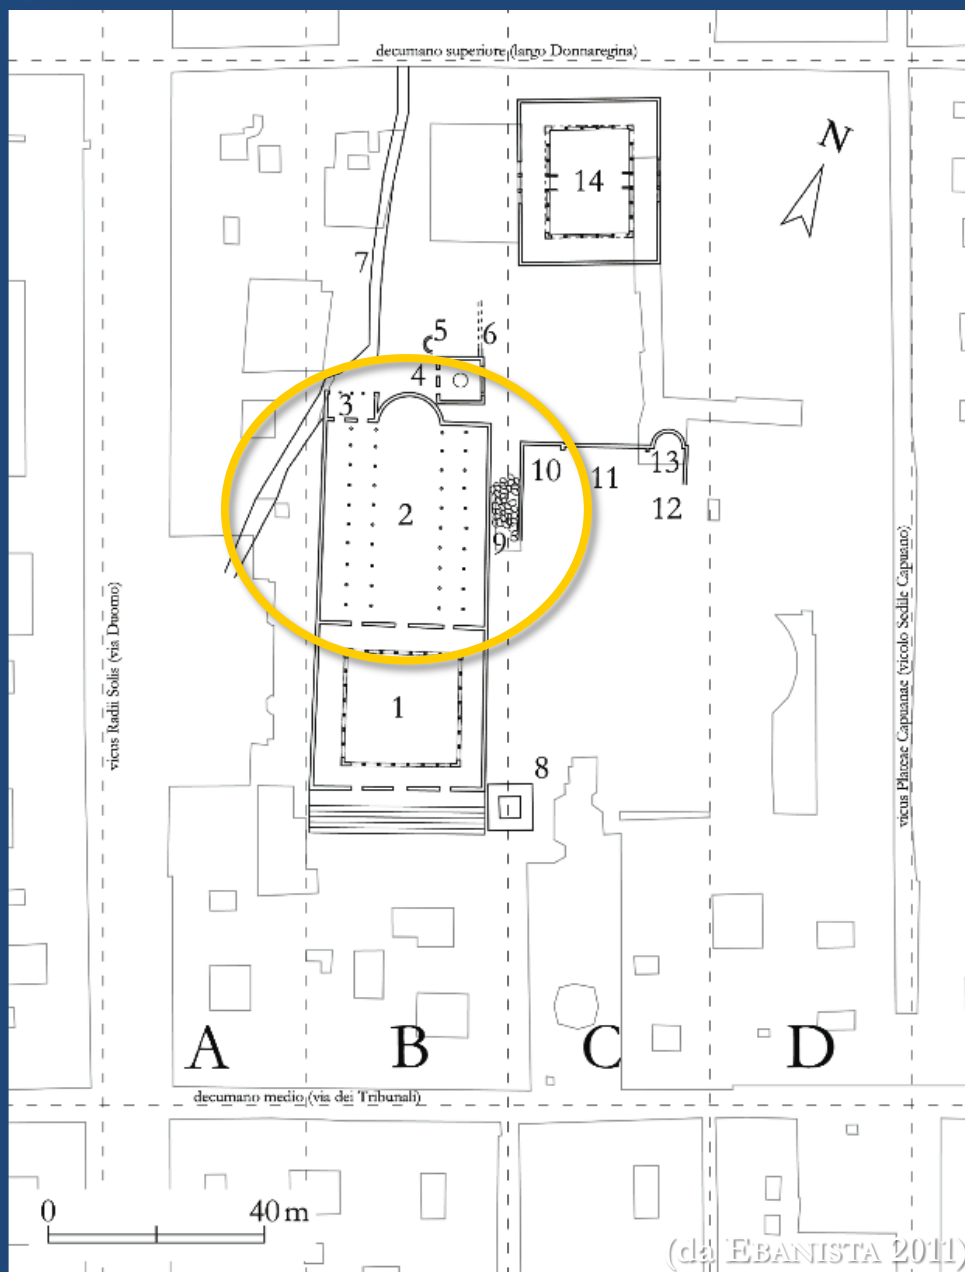 decumano superiore (largo Donnaregina)
N
14
7
5
6
4
3
2
10
11
13
12
9
1
8
vicus Radii Solis (via Duomo)
vicus Plateae Capuanae (vicolo Sedile Capuano)
A
B
C
D
decumano medio (via dei Tribunali)
0
40 m
(da EBANISTA 2011)